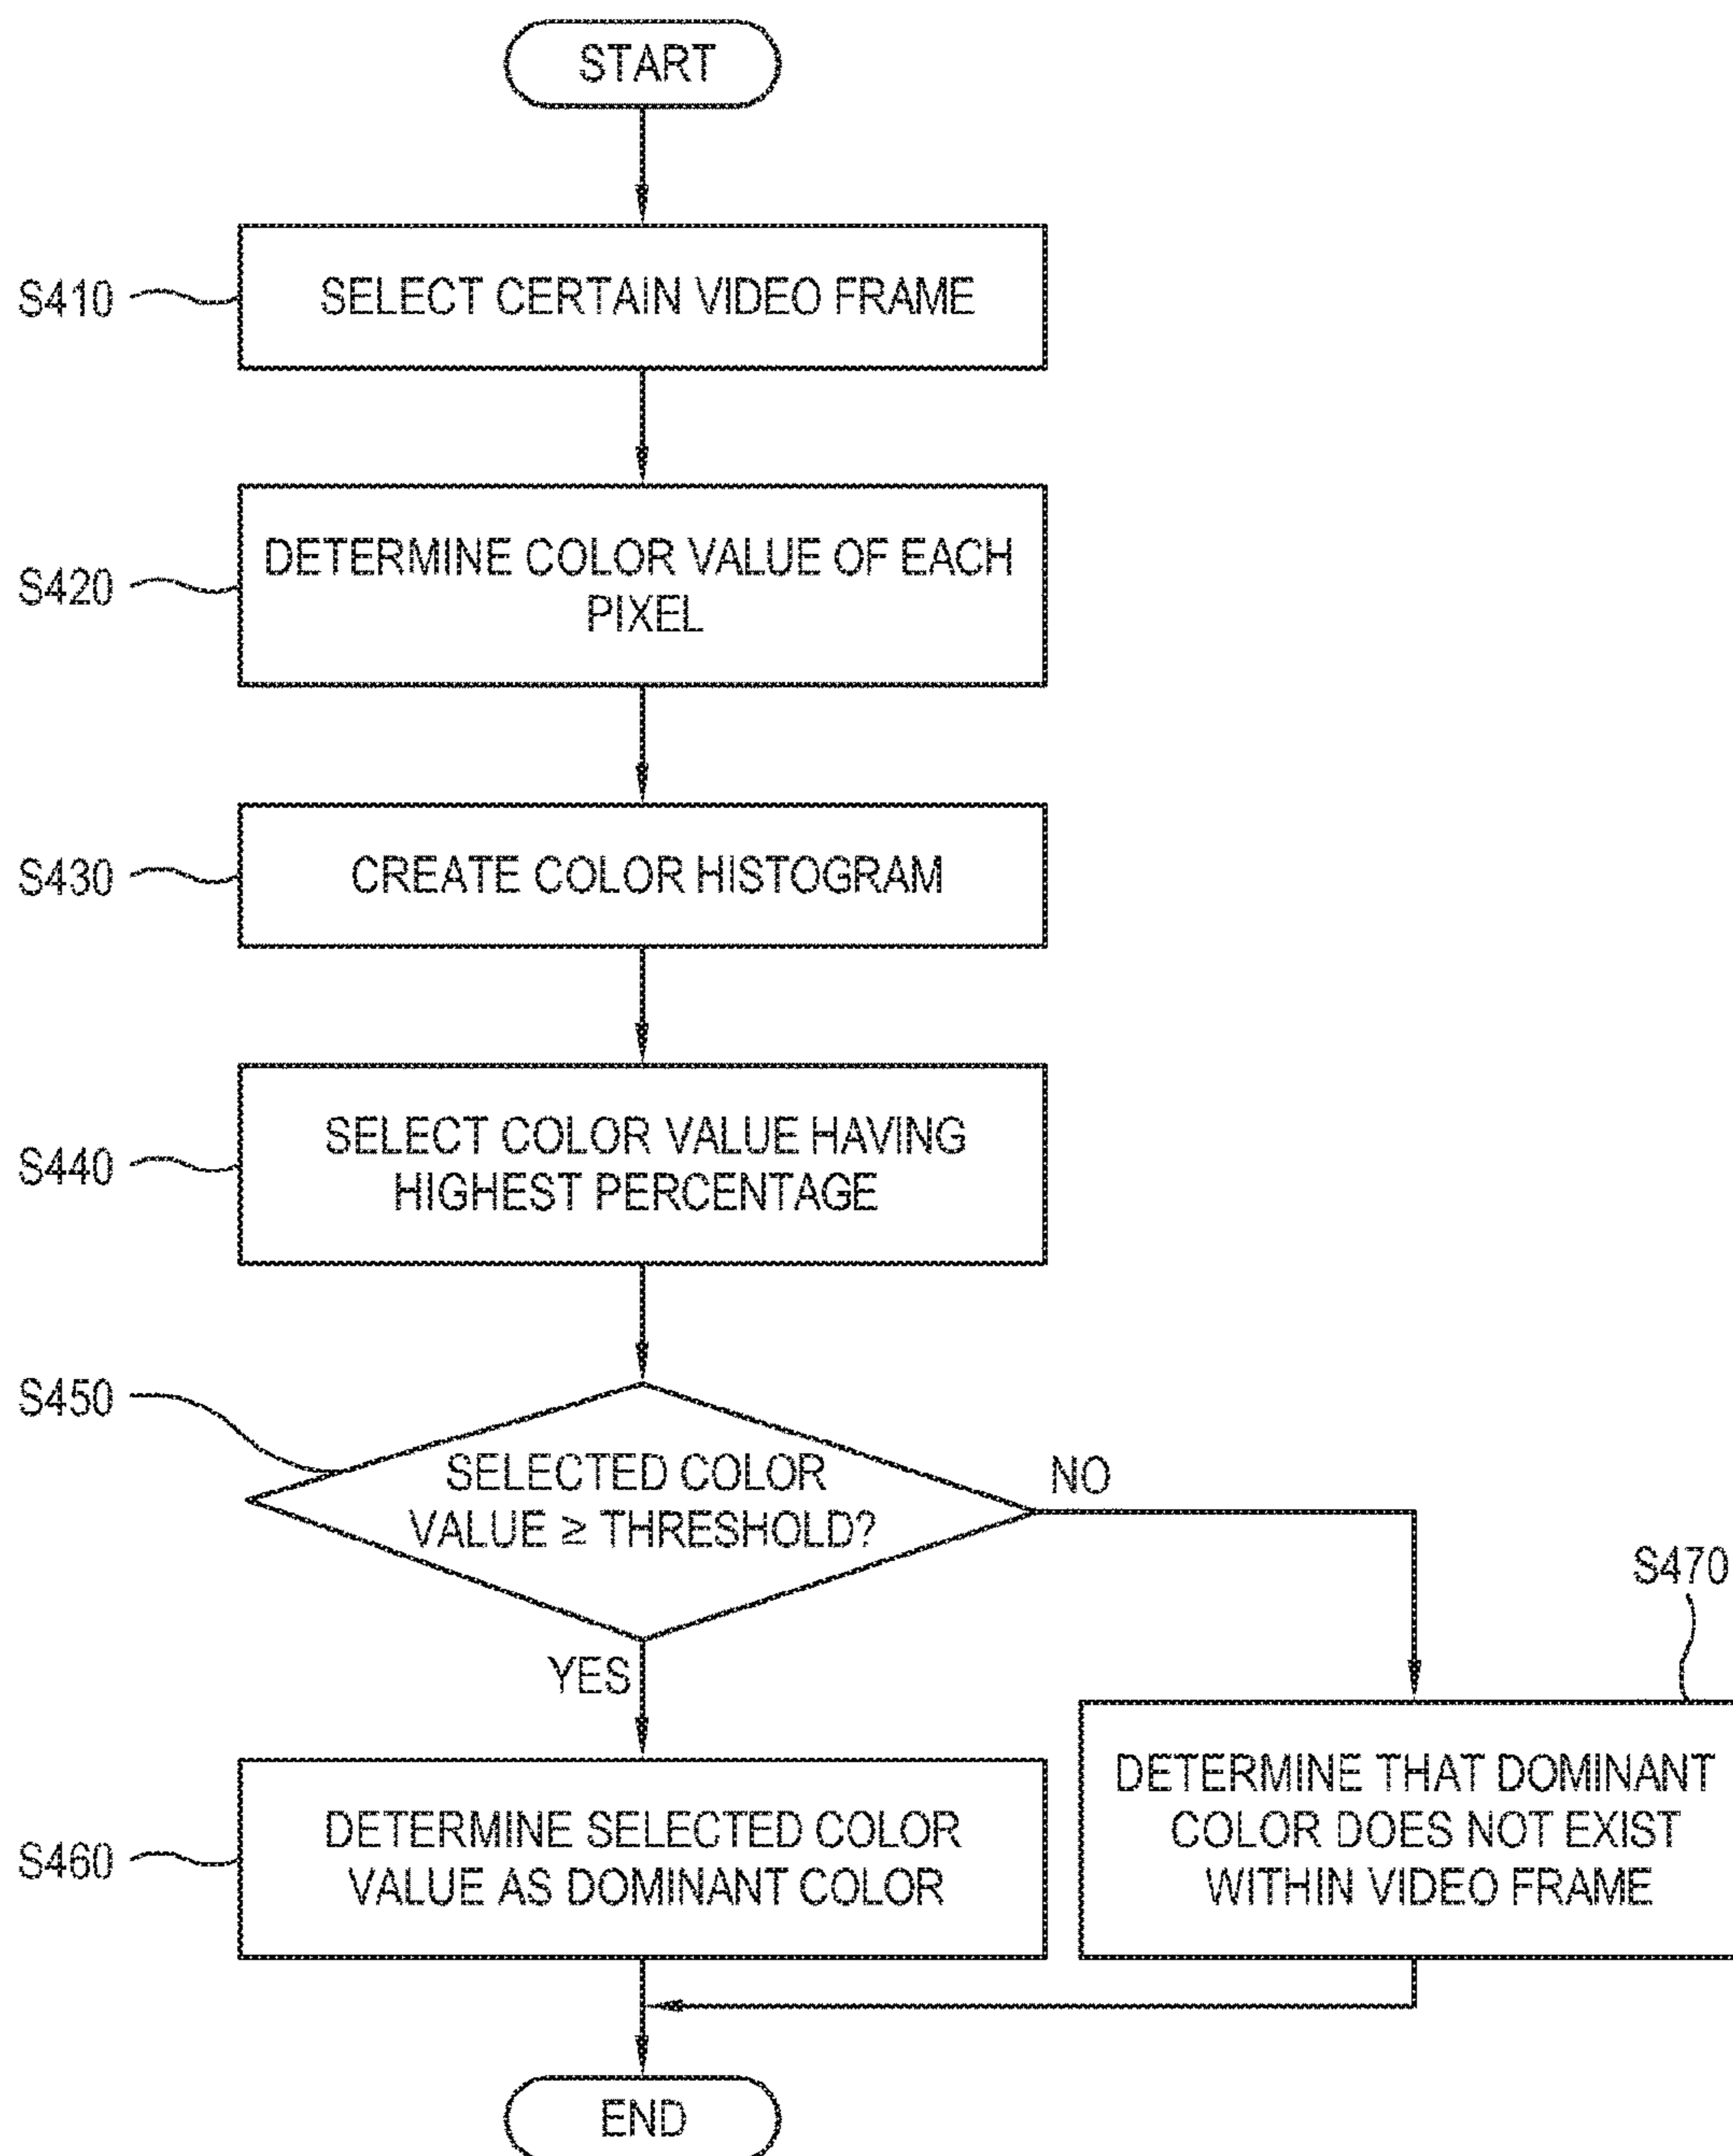 START
S410
SELECT CERTAIN VIDEO FRAME
S420
DETERMINE COLOR VALUE OF EACH
PIXEL
S430
CREATE COLOR HISTOGRAM
S440
SELECT COLOR VALUE HAVING
HIGHEST PERCENTAGE
S450
SELECTED COLOR
VALUE ≥ THRESHOLD?
NO
YES
S470
S460
DETERMINE SELECTED COLOR
VALUE AS DOMINANT COLOR
DETERMINE THAT DOMINANT
COLOR DOES NOT EXIST
WITHIN VIDEO FRAME
END